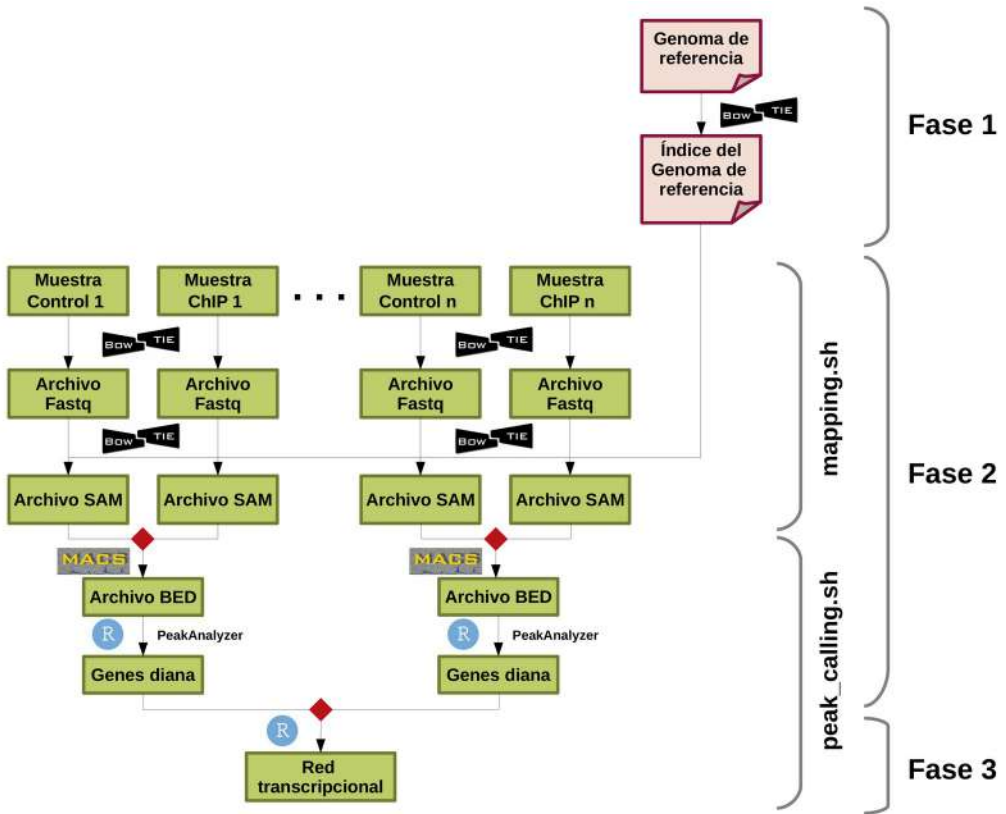 Genoma de
referencia
Bow TIE
Índice del
Genoma de
referencia
Fase 1
Muestra
Control 1
Muestra
ChIP 1
. . .
Muestra
Control n
Muestra
ChIP n
Bow TIE
Bow TIE
Archivo
Fastq
Archivo
Fastq
Archivo
Fastq
Archivo
Fastq
Bow TIE
Bow TIE
Archivo SAM
Archivo SAM
Archivo SAM
Archivo SAM
mapping.sh
Fase 2
MACS
MACS
Archivo BED
Archivo BED
R
PeakAnalyzer
R
PeakAnalyzer
Genes diana
Genes diana
peak_calling.sh
R
Red
transcripcional
Fase 3